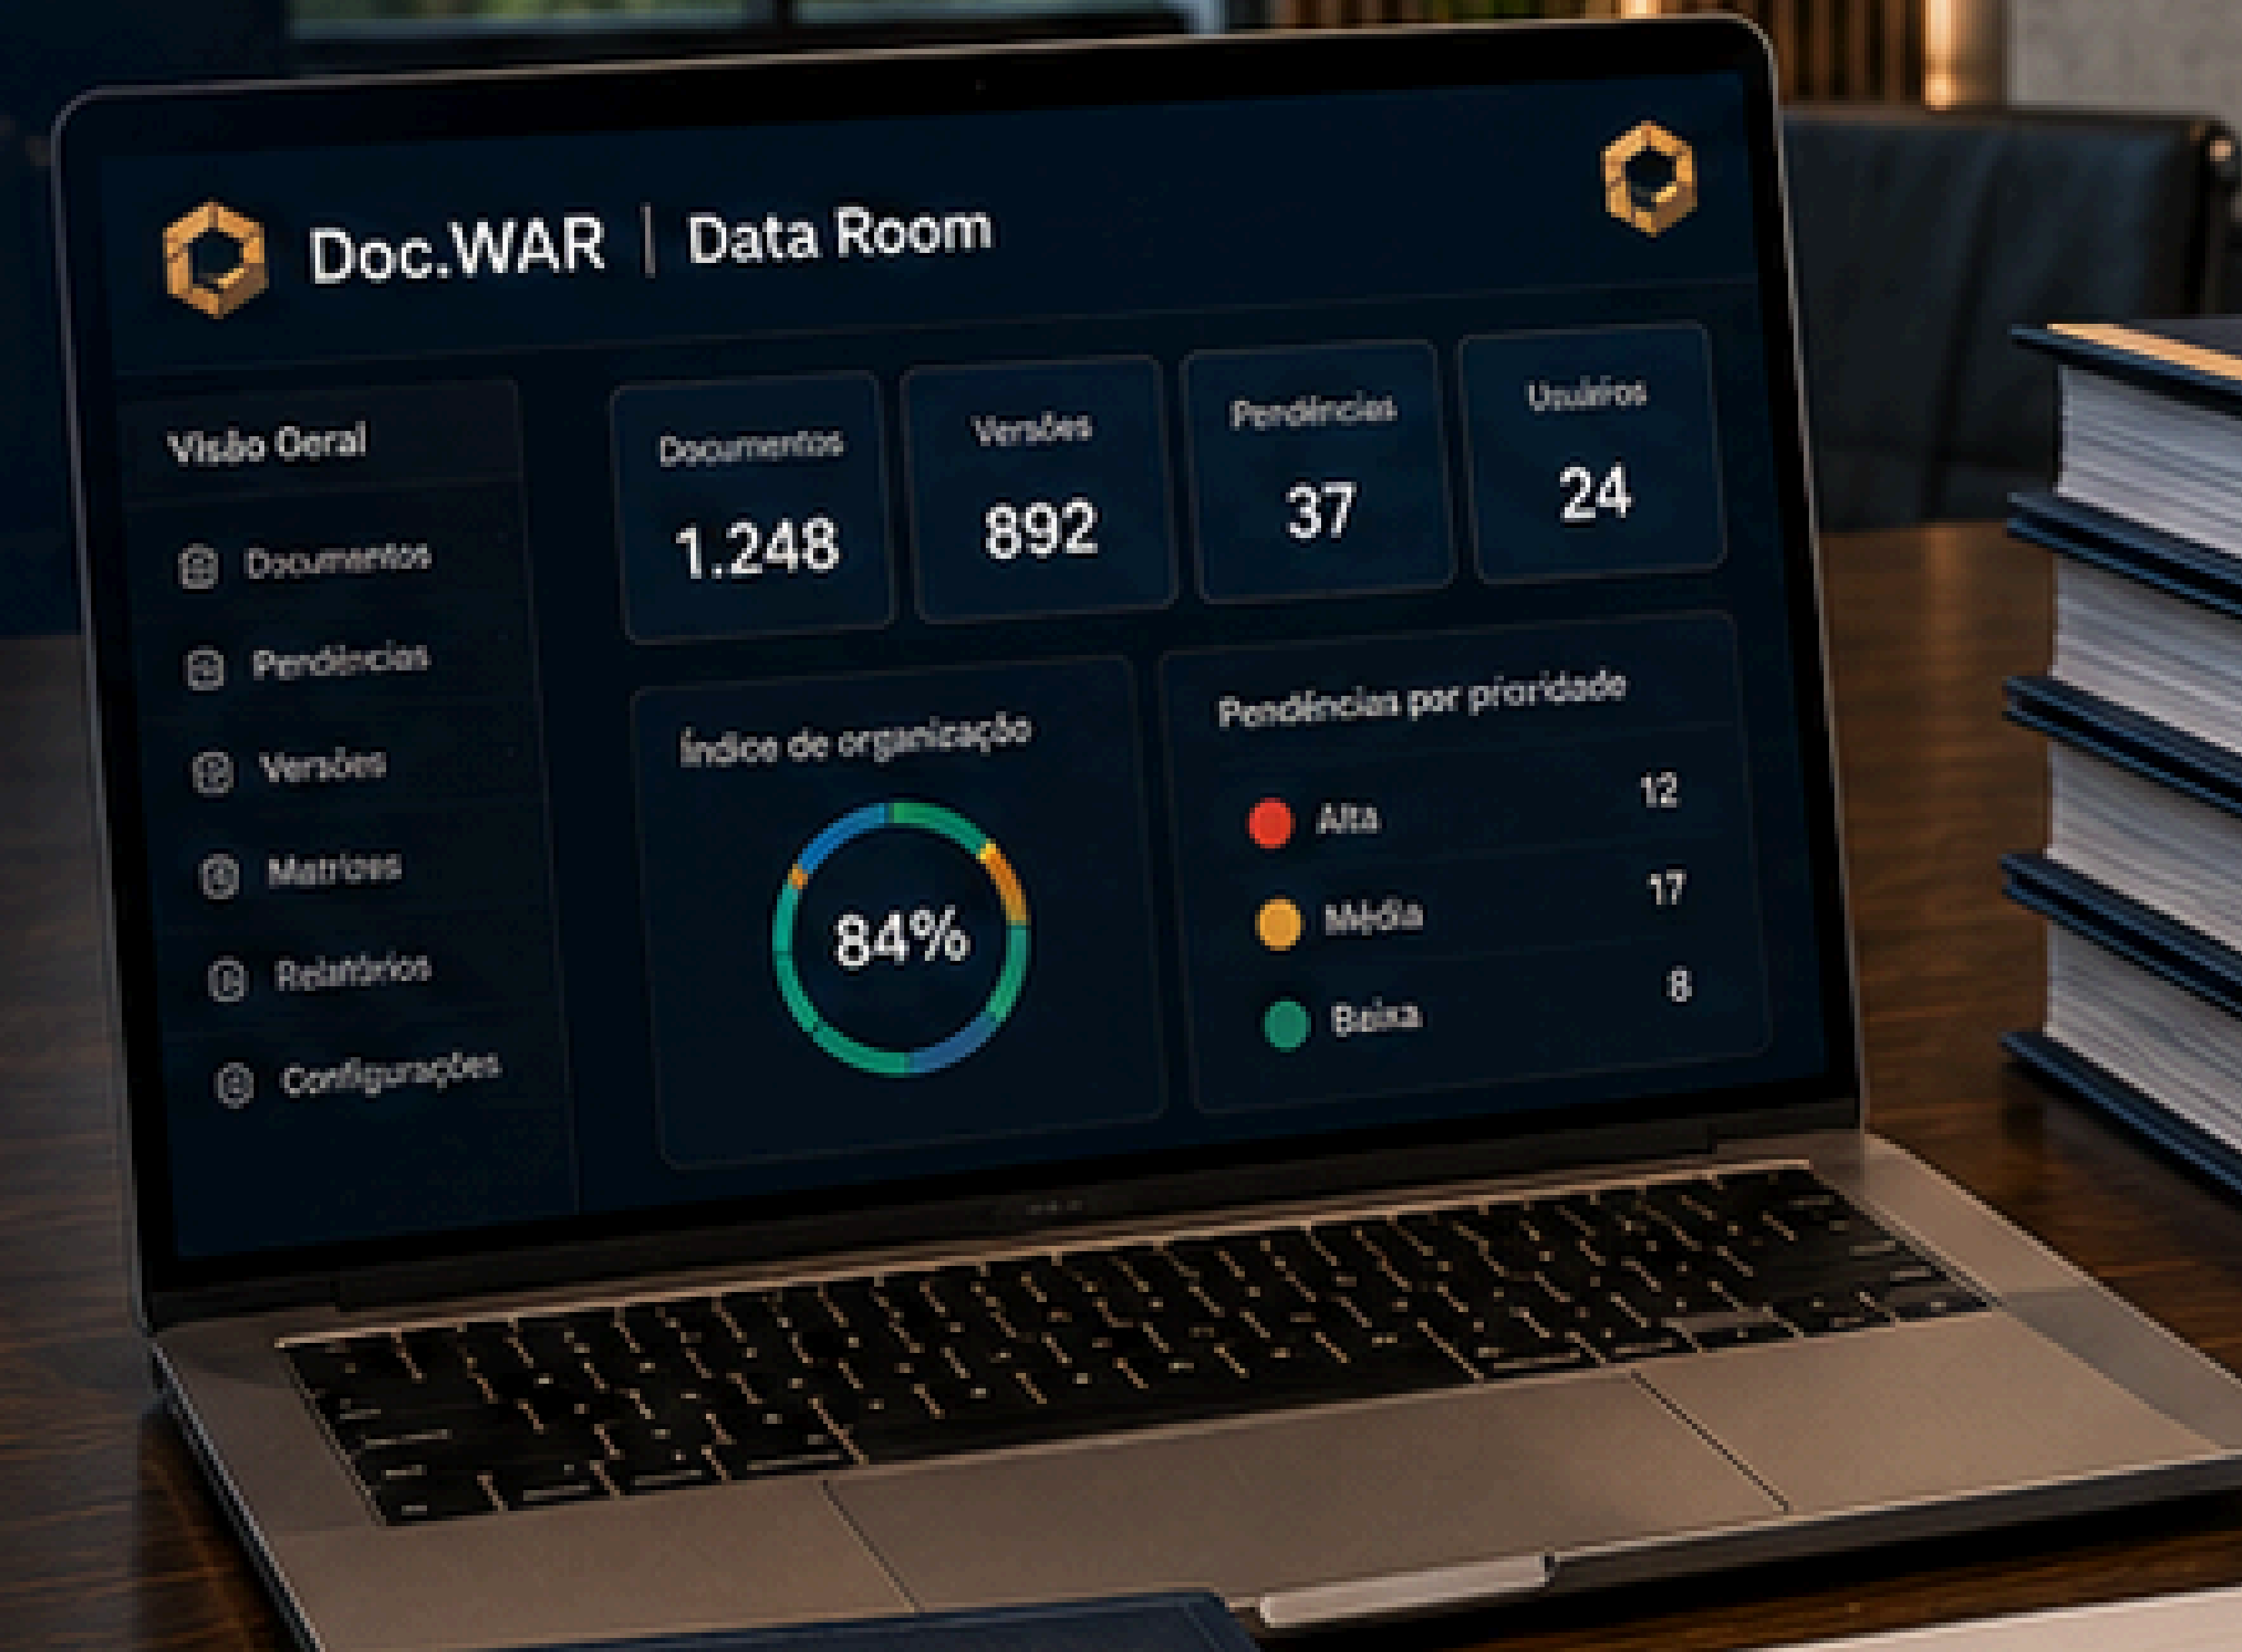 Doc.WAR | Data Room
Visão Geral
Documentos
Pendências
Versões
Matrizes
Relatórios
Configurações
Documentos
1.248
Versões
892
Pendências
37
Usuários
24
Índice de organização
84%
Pendências por prioridade
Alta 12
Média 17
Baixa 8